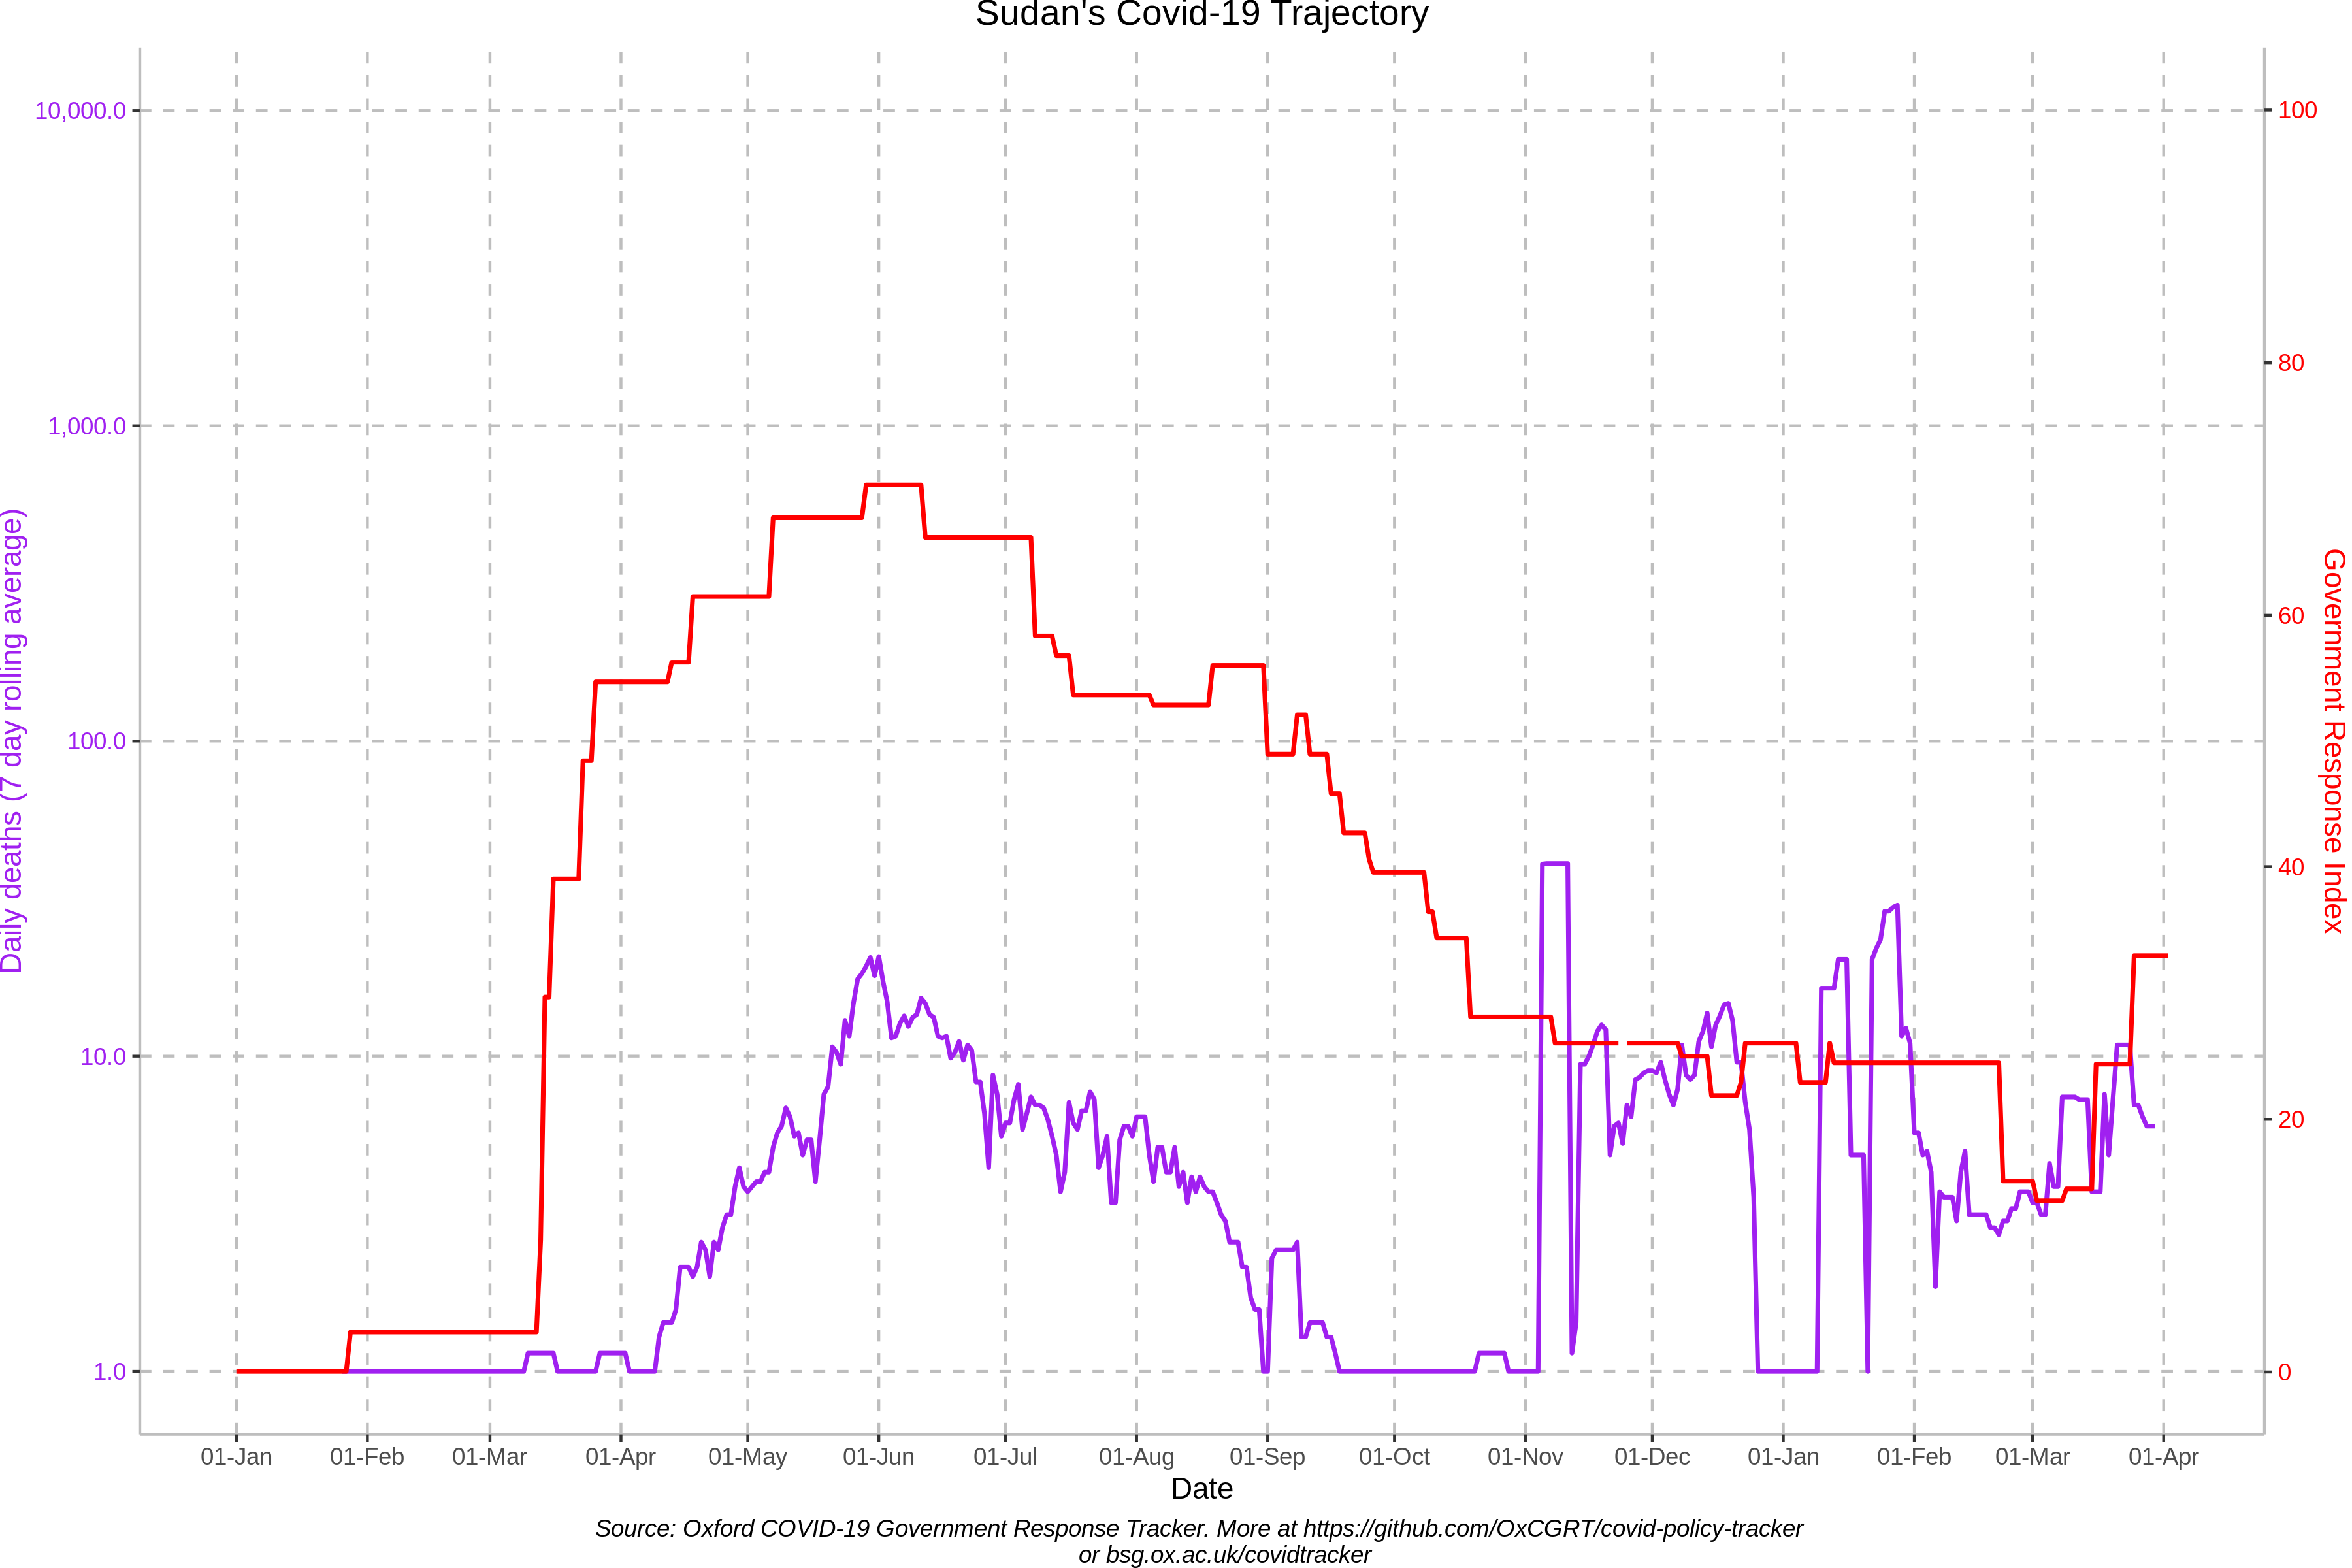 Sudan's Covid-19 Trajectory
10,000.0
1,000.0
100.0
10.0
1.0
Daily deaths (7 day rolling average)
100
80
60
40
20
0
Government Response Index
01-Jan 01-Feb 01-Mar 01-Apr 01-May 01-Jun 01-Jul 01-Aug 01-Sep 01-Oct 01-Nov 01-Dec 01-Jan 01-Feb 01-Mar 01-Apr
Date
Source: Oxford COVID-19 Government Response Tracker. More at https://github.com/OxCGRT/covid-policy-tracker
or bsg.ox.ac.uk/covidtracker